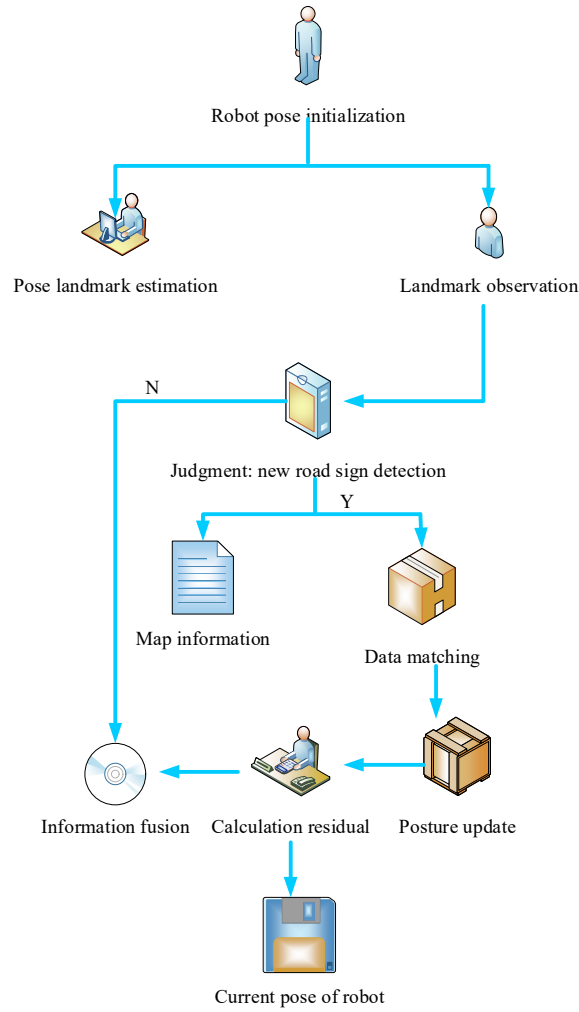 Robot pose initialization
Pose landmark estimation
Landmark observation
N
Judgment: new road sign detection
Y
Map information
Data matching
Information fusion
Calculation residual
Posture update
Current pose of robot